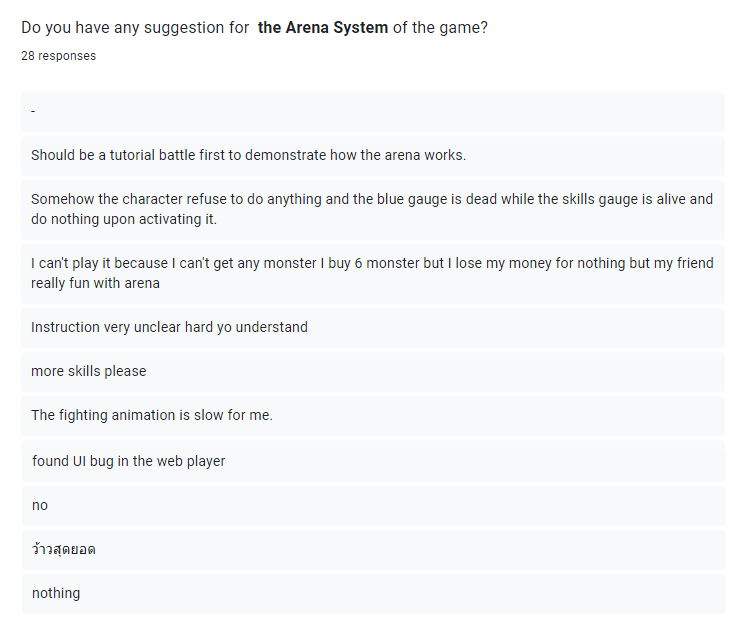 Do you have any suggestion for the Arena System of the game?
28 responses
-
Should be a tutorial battle first to demonstrate how the arena works.
Somehow the character refuse to do anything and the blue gauge is dead while the skills gauge is alive and
do nothing upon activating it.
I can't play it because I can't get any monster I buy 6 monster but I lose my money for nothing but my friend
really fun with arena
Instruction very unclear hard yo understand
more skills please
The fighting animation is slow for me.
found UI bug in the web player
no
ว้าวสุดยอด
nothing